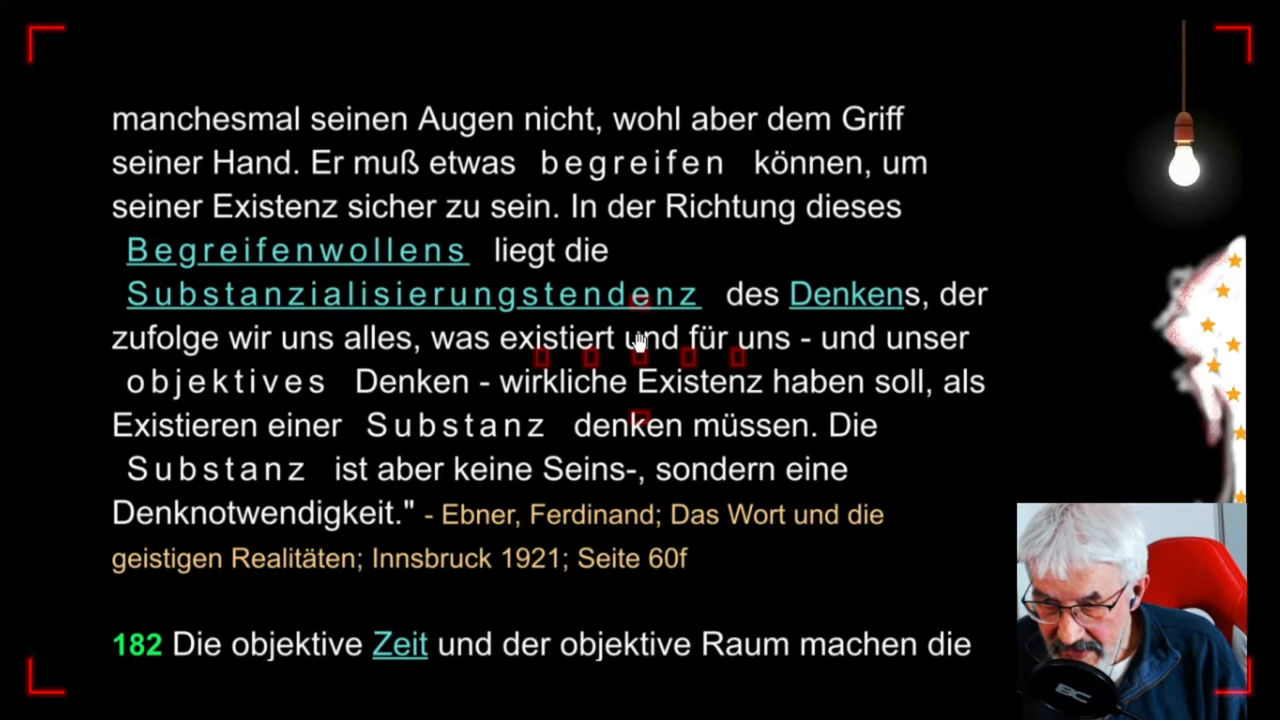 manchesmal seinen Augen nicht, wohl aber dem Griff
seiner Hand. Er muß etwas begreifen können, um
seiner Existenz sicher zu sein. In der Richtung dieses
Begreifenwollens liegt die
Substanzialisierungstendenz des Denkens, der
zufolge wir uns alles, was existiert und für uns - und unser
objektives Denken - wirkliche Existenz haben soll, als
Existieren einer Substanz denken müssen. Die
Substanz ist aber keine Seins-, sondern eine
Denknotwendigkeit." - Ebner, Ferdinand; Das Wort und die
geistigen Realitäten; Innsbruck 1921; Seite 60f
182 Die objektive Zeit und der objektive Raum machen die